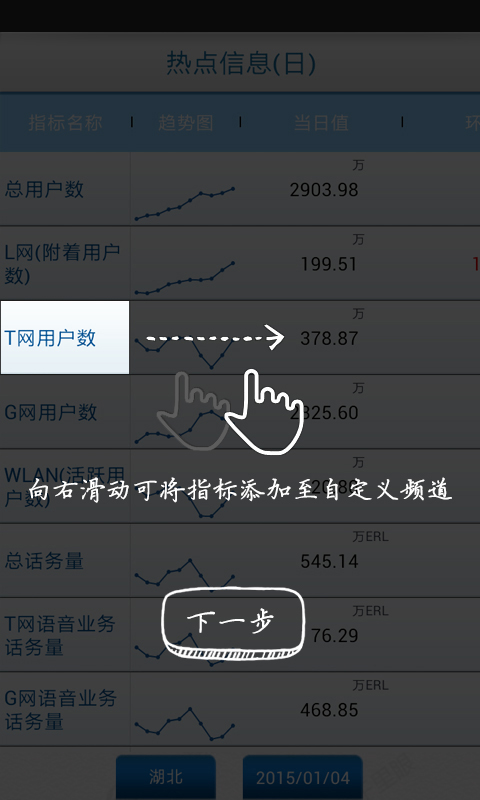 热点信息(日)
指标名称 趋势图 当日值 环
总用户数 万 2903.98
L网(附着用户数) 万 199.51 1
T网用户数 万 378.87
G网用户数 万 2325.60
WLAN(活跃用户数) 万
向右滑动可将指标添加至自定义频道
总话务量 万ERL 545.14
T网语音业务话务量 万ERL 76.29
下一步
G网语音业务话务量 万ERL 468.85
湖北 2015/01/04